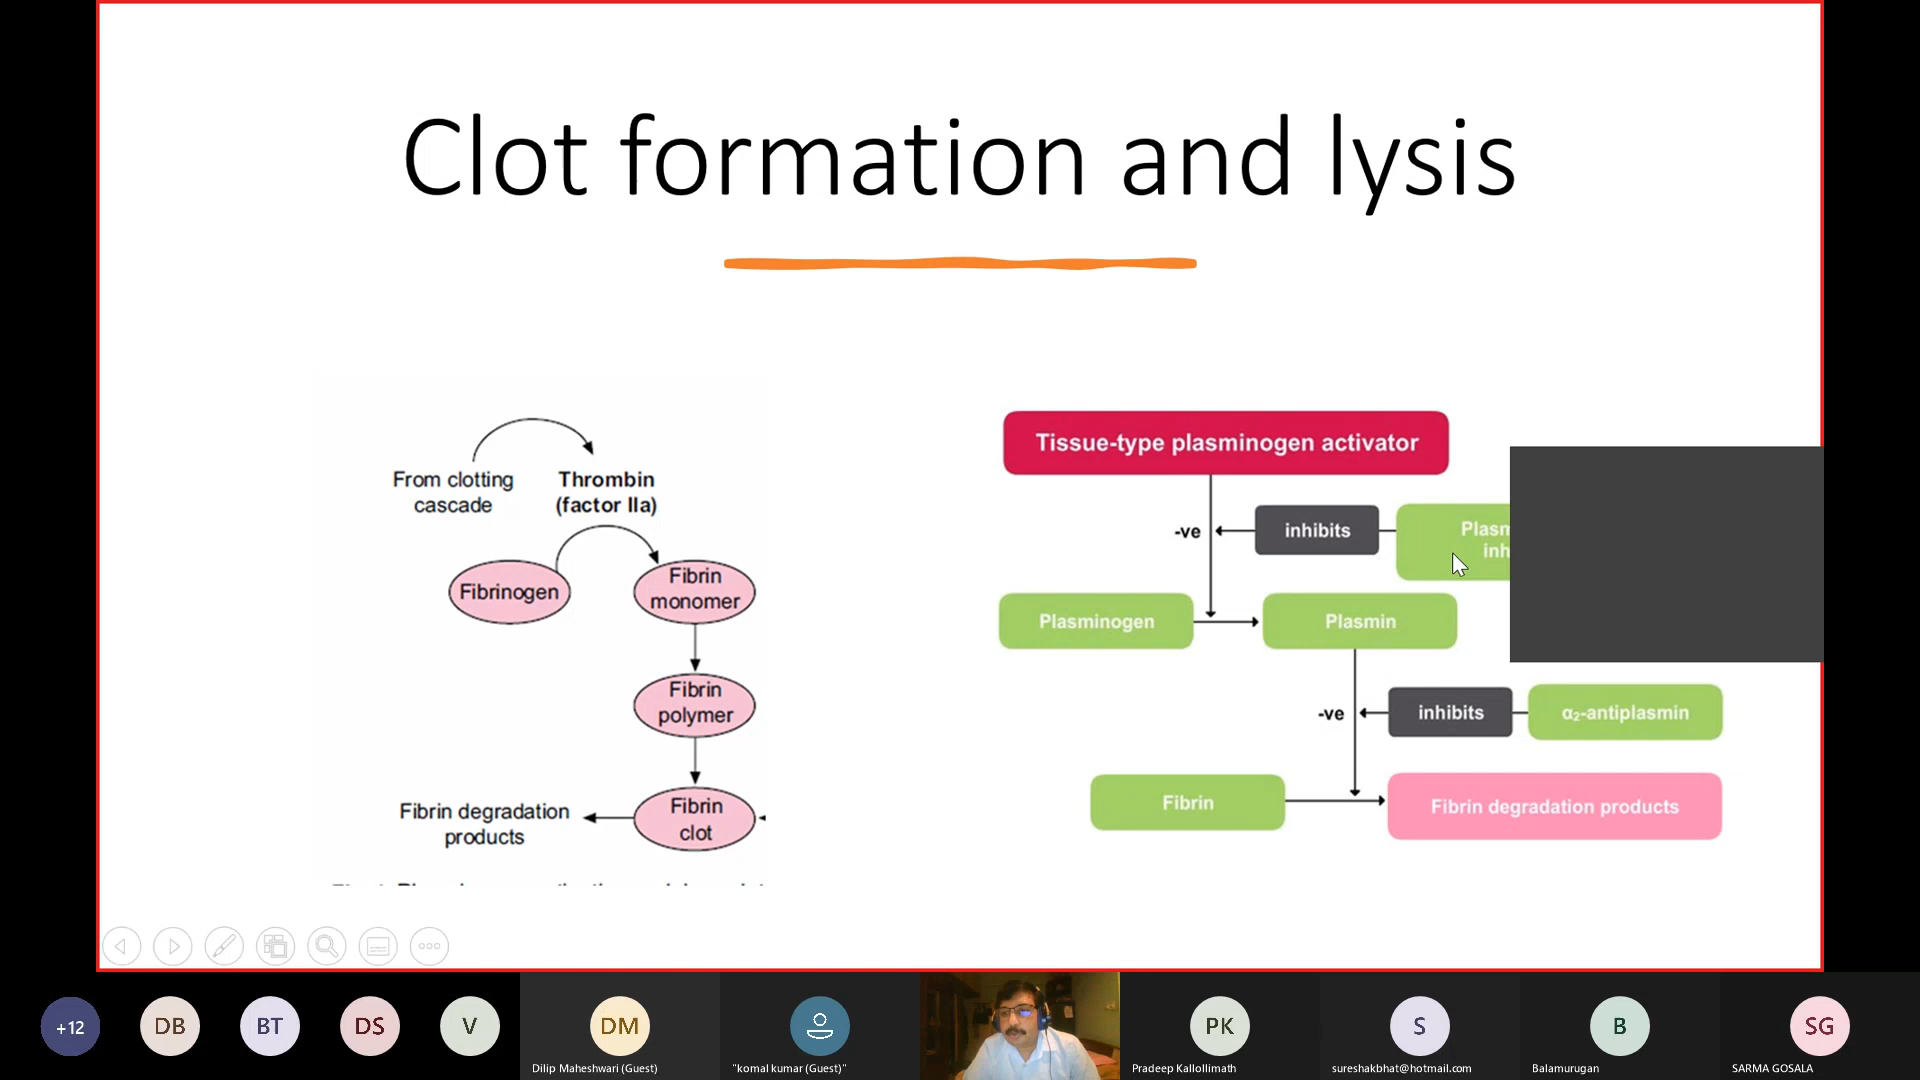 Clot formation and lysis
From clotting
cascade
Thrombin
(factor IIa)
Fibrinogen
Fibrin
monomer
Fibrin
polymer
Fibrin degradation
products
Fibrin
clot
Tissue-type plasminogen activator
-ve
inhibits
Plasminogen
Plasmin
-ve
inhibits
α₂-antiplasmin
Fibrin
Fibrin degradation products
+12
DB
BT
DS
V
DM
Dilip Maheshwari (Guest)
"komal kumar (Guest)"
PK
Pradeep Kallollimath
S
sureshakbhat@hotmail.com
B
Balamurugan
SG
SARMA GOSALA